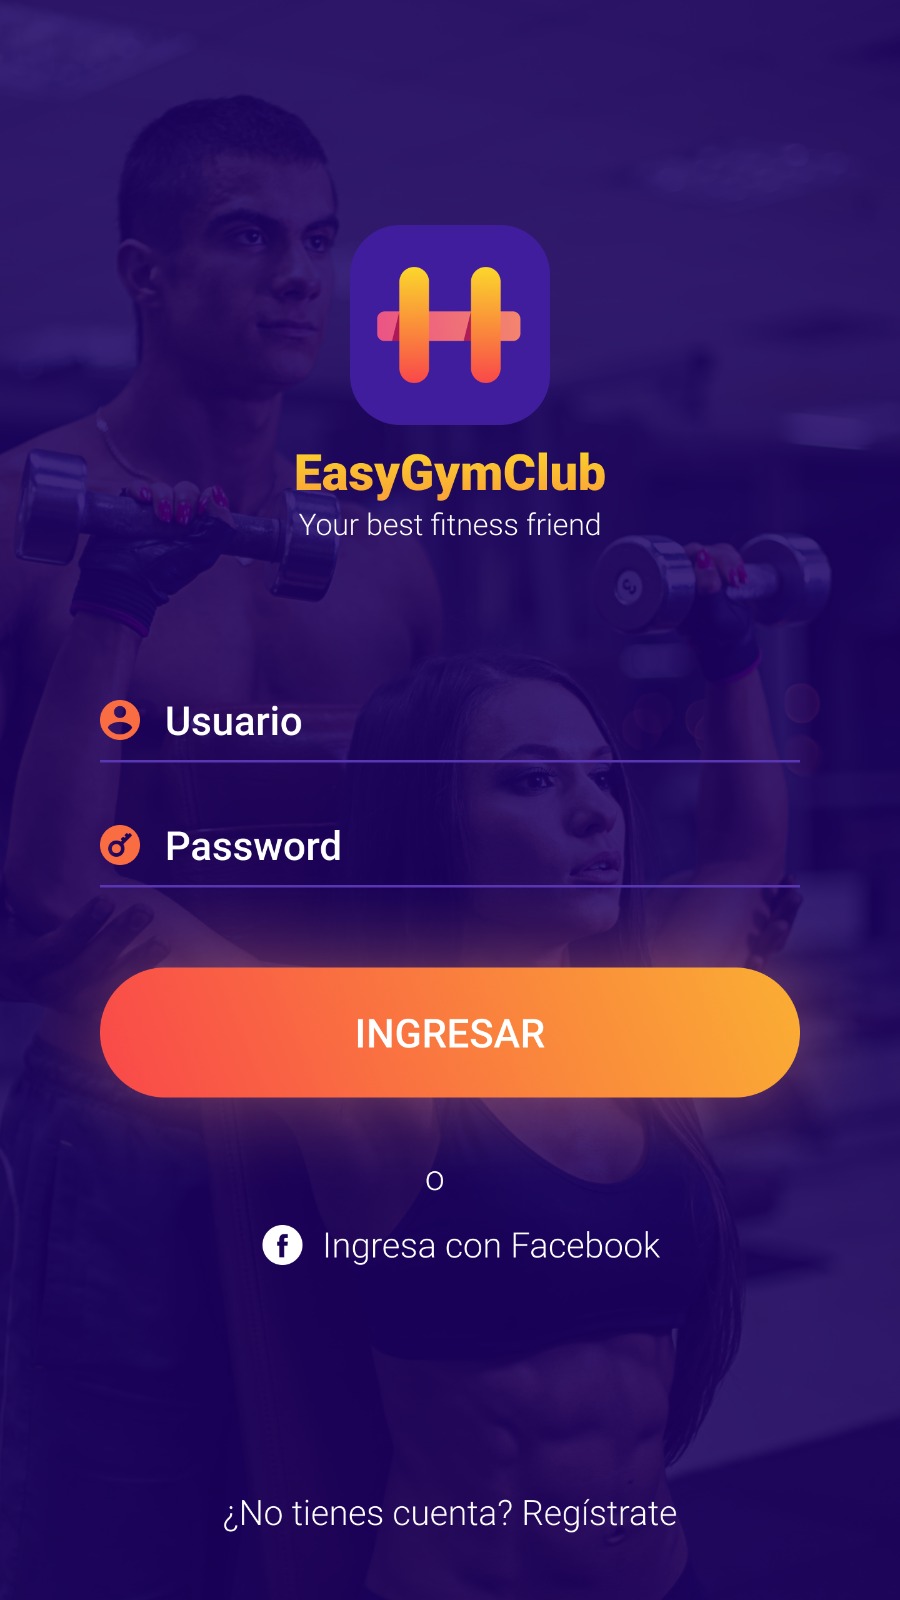 EasyGymClub
Your best fitness friend
Usuario
Password
INGRESAR
o
Ingresa con Facebook
¿No tienes cuenta? Regístrate